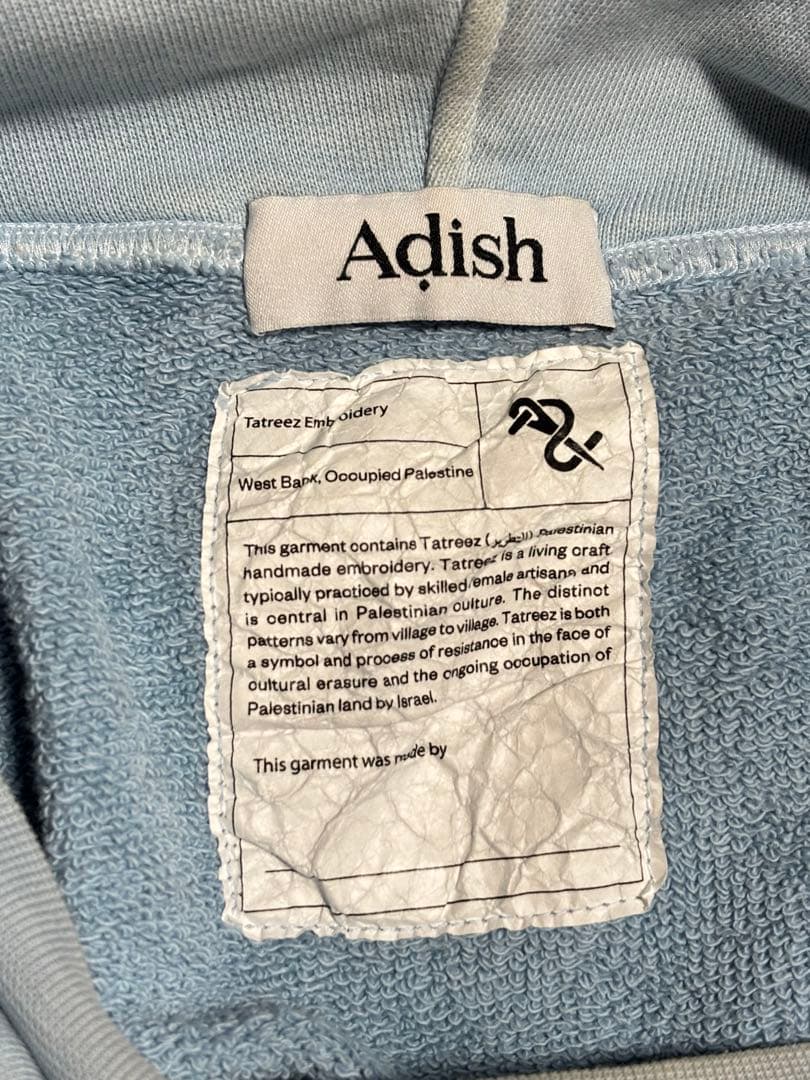 Adish
Tatreez Embroidery
West Bank, Occupied Palestine
This garment contains Tatreez (التطريز) Palestinian
handmade embroidery. Tatreez is a living craft
typically practiced by skilled female artisans and
is central in Palestinian culture. The distinct
patterns vary from village to village. Tatreez is both
a symbol and process of resistance in the face of
cultural erasure and the ongoing occupation of
Palestinian land by Israel.
This garment was made by